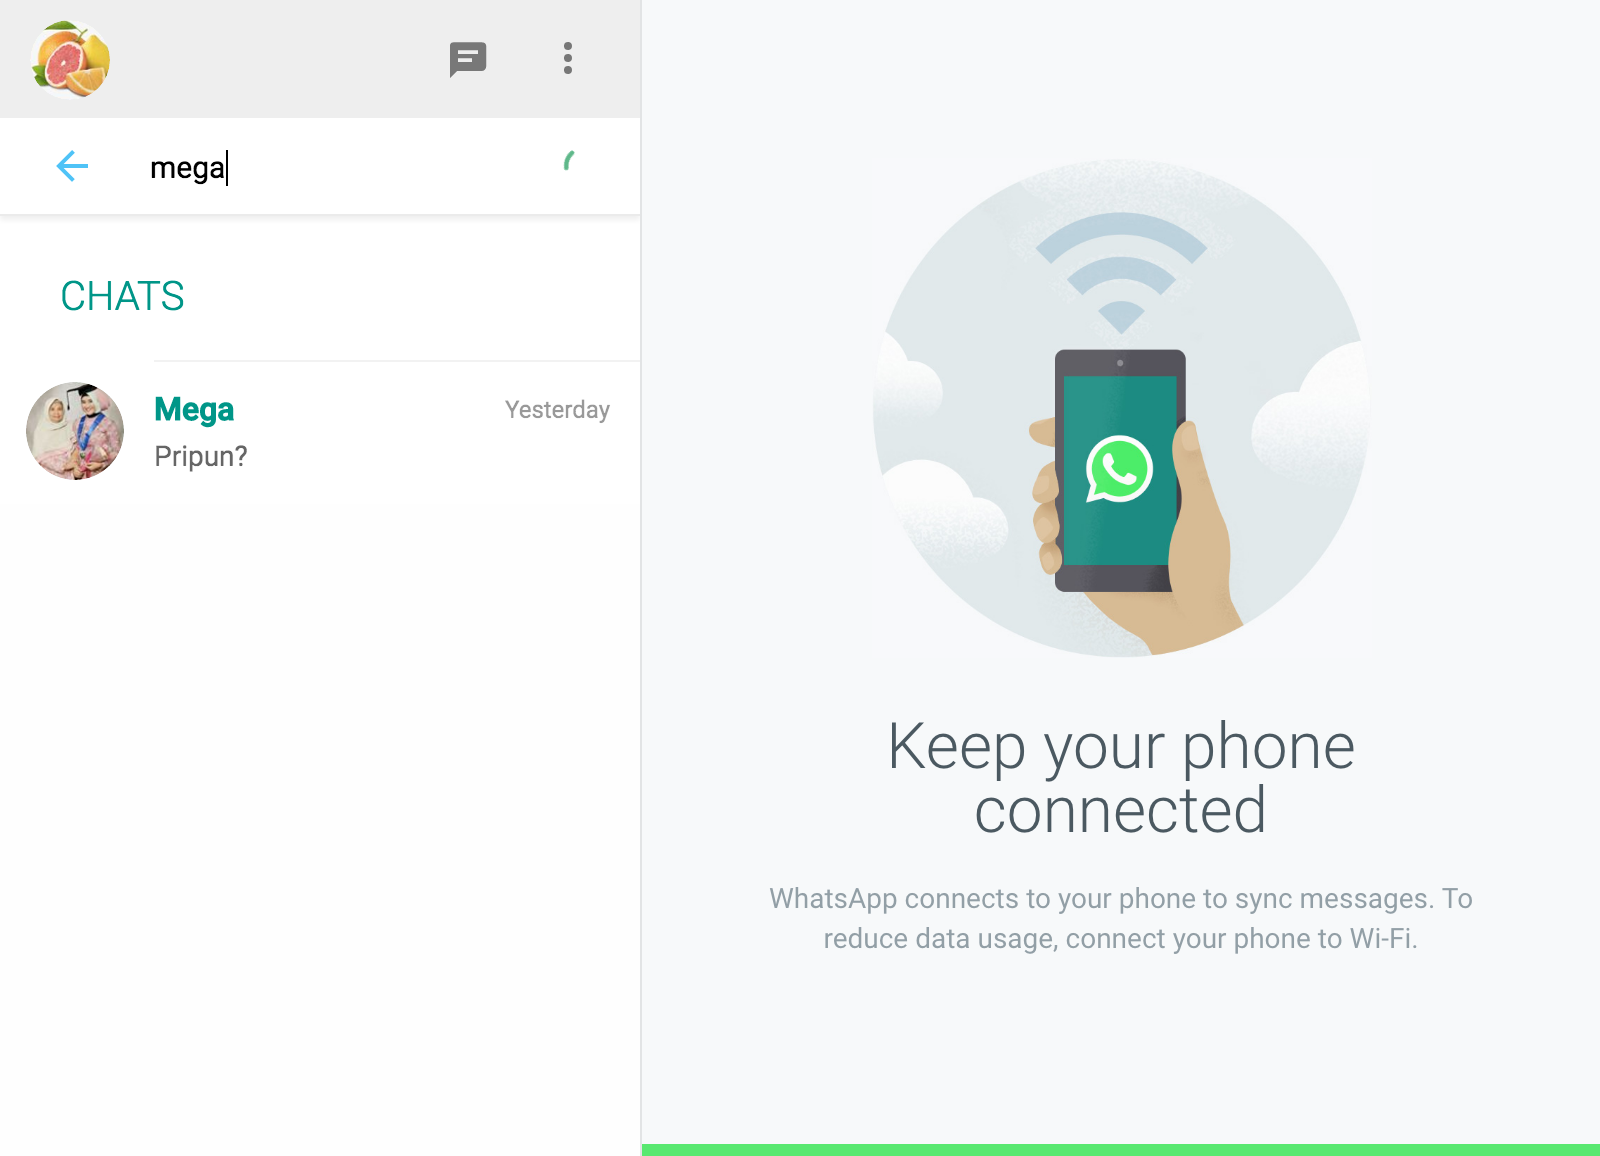 mega
CHATS
Mega
Yesterday
Pripun?
Keep your phone
connected
WhatsApp connects to your phone to sync messages. To
reduce data usage, connect your phone to Wi-Fi.